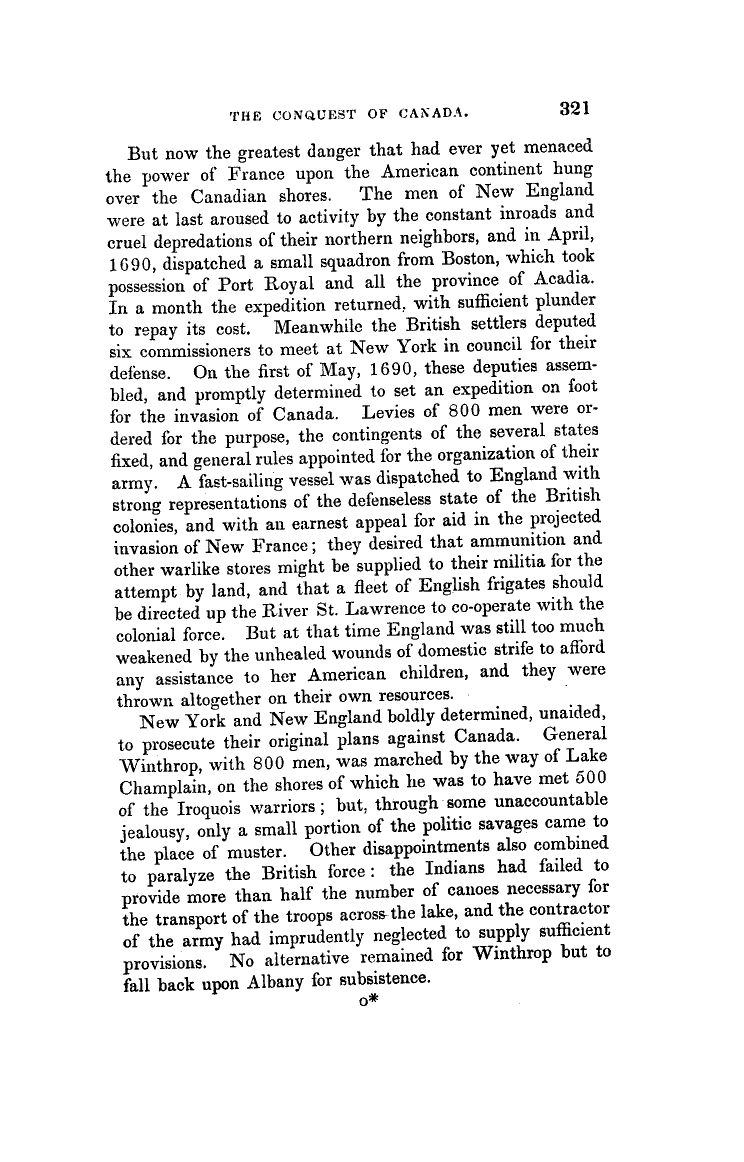 THE CONQUEST OF CANADA. 321
But now the greatest danger that had ever yet menaced
the power of France upon the American continent hung
over the Canadian shores. The men of New England
were at last aroused to activity by the constant inroads and
cruel depredations of their northern neighbors, and in April,
1690, dispatched a small squadron from Boston, which took
possession of Port Royal and all the province of Acadia.
In a month the expedition returned, with sufficient plunder
to repay its cost. Meanwhile the British settlers deputed
six commissioners to meet at New York in council for their
defense. On the first of May, 1690, these deputies assem-
bled, and promptly determined to set an expedition on foot
for the invasion of Canada. Levies of 800 men were or-
dered for the purpose, the contingents of the several states
fixed, and general rules appointed for the organization of their
army. A fast-sailing vessel was dispatched to England with
strong representations of the defenseless state of the British
colonies, and with an earnest appeal for aid in the projected
invasion of New France; they desired that ammunition and
other warlike stores might be supplied to their militia for the
attempt by land, and that a fleet of English frigates should
be directed up the River St. Lawrence to co-operate with the
colonial force. But at that time England was still too much
weakened by the unhealed wounds of domestic strife to afford
any assistance to her American children, and they were
thrown altogether on their own resources.
New York and New England boldly determined, unaided,
to prosecute their original plans against Canada. General
Winthrop, with 800 men, was marched by the way of Lake
Champlain, on the shores of which he was to have met 500
of the Iroquois warriors; but, through some unaccountable
jealousy, only a small portion of the politic savages came to
the place of muster. Other disappointments also combined
to paralyze the British force: the Indians had failed to
provide more than half the number of canoes necessary for
the transport of the troops across the lake, and the contractor
of the army had imprudently neglected to supply sufficient
provisions. No alternative remained for Winthrop but to
fall back upon Albany for subsistence.
O*